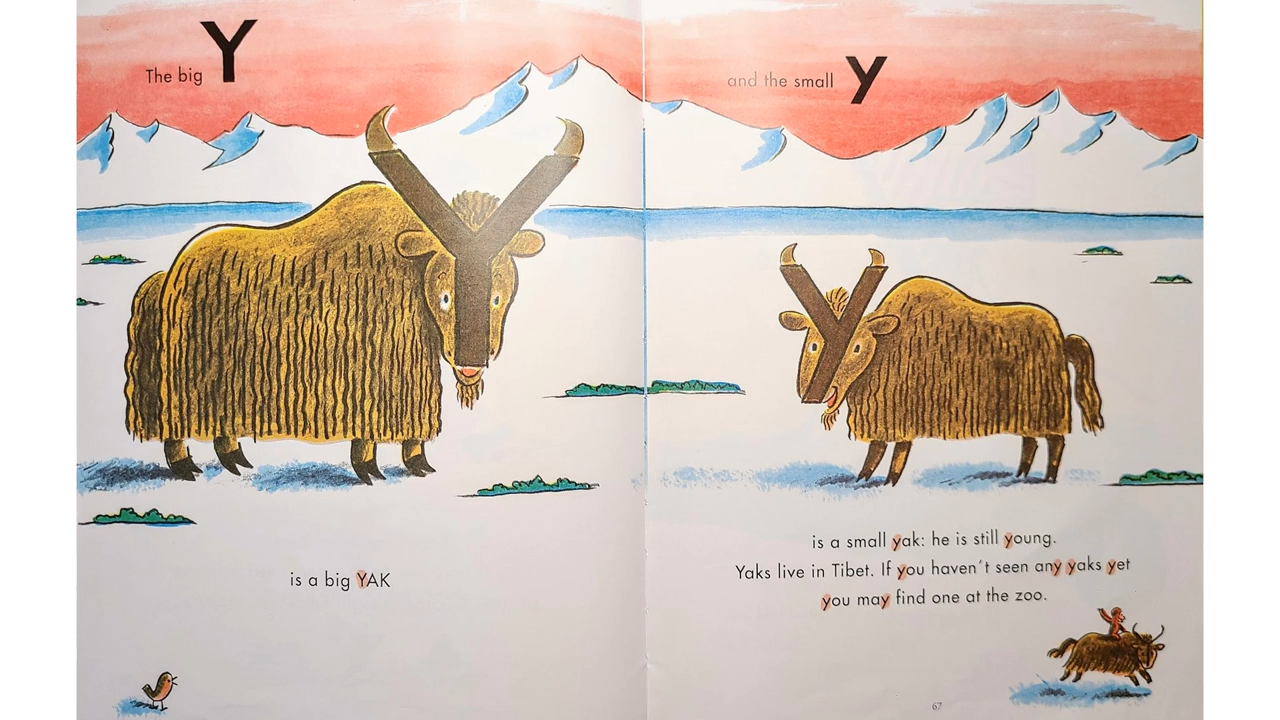 The big Y
is a big YAK
and the small y
is a small yak: he is still young.
Yaks live in Tibet. If you haven't seen any yaks yet
you may find one at the zoo.
67